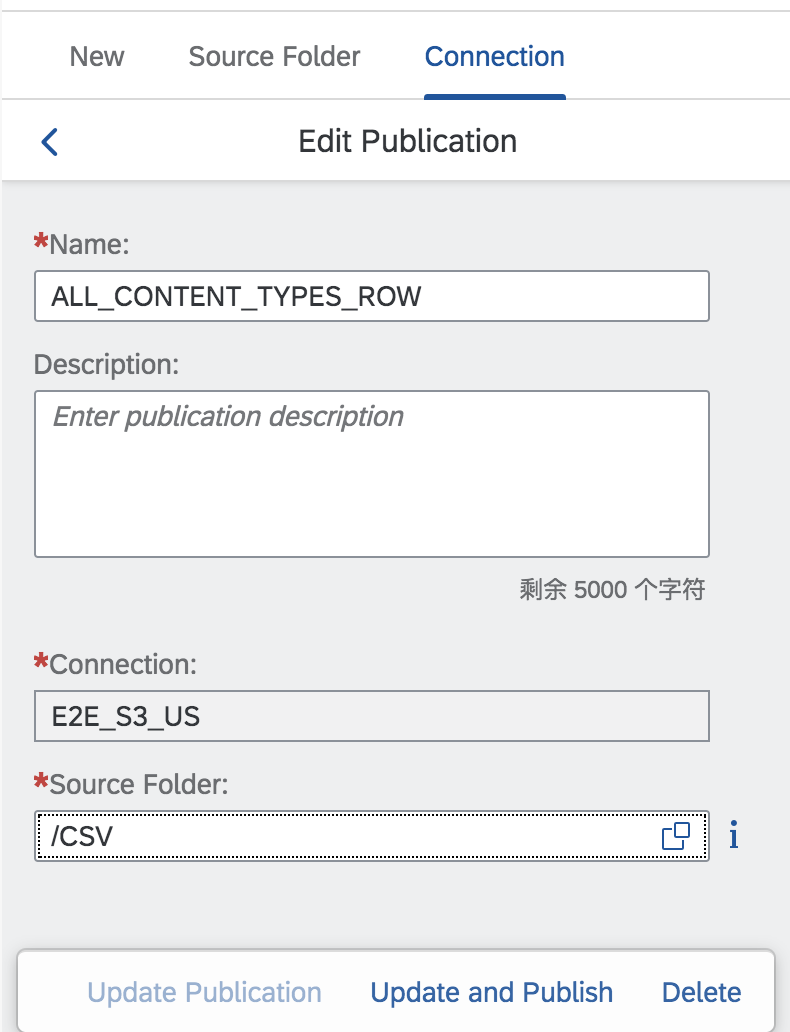 New Source Folder Connection
Edit Publication
*Name:
ALL_CONTENT_TYPES_ROW
Description:
Enter publication description
剩余 5000 个字符
*Connection:
E2E_S3_US
*Source Folder:
/CSV
Update Publication Update and Publish Delete